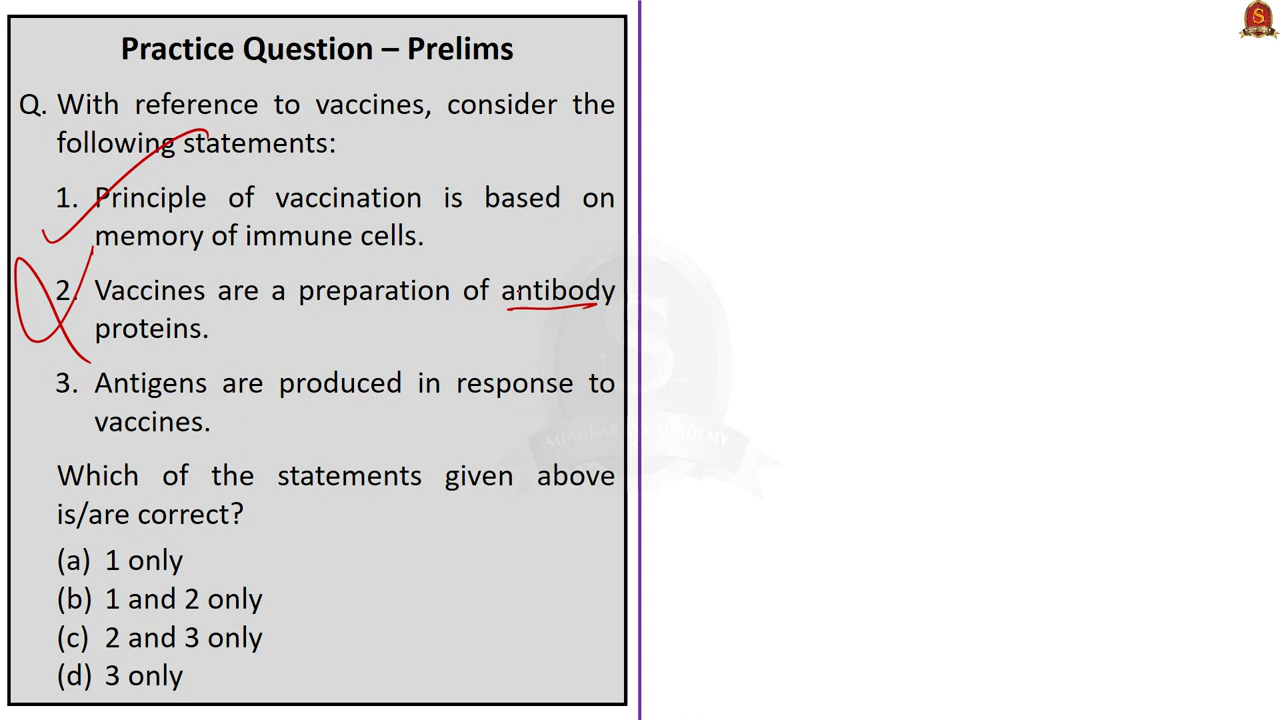 Practice Question – Prelims
Q. With reference to vaccines, consider the
following statements:
1. Principle of vaccination is based on
memory of immune cells.
2. Vaccines are a preparation of antibody
proteins.
3. Antigens are produced in response to
vaccines.
Which of the statements given above
is/are correct?
(a) 1 only
(b) 1 and 2 only
(c) 2 and 3 only
(d) 3 only